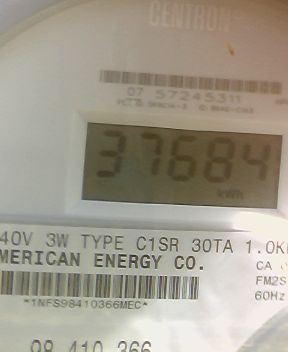 CENTRON
07 57245311
37684
kWh
40V 3W TYPE C1SR 30TA 1.0K
MERICAN ENERGY CO.
CA
FM2S
60Hz
*1NFS98410366MEC*
98 410 366